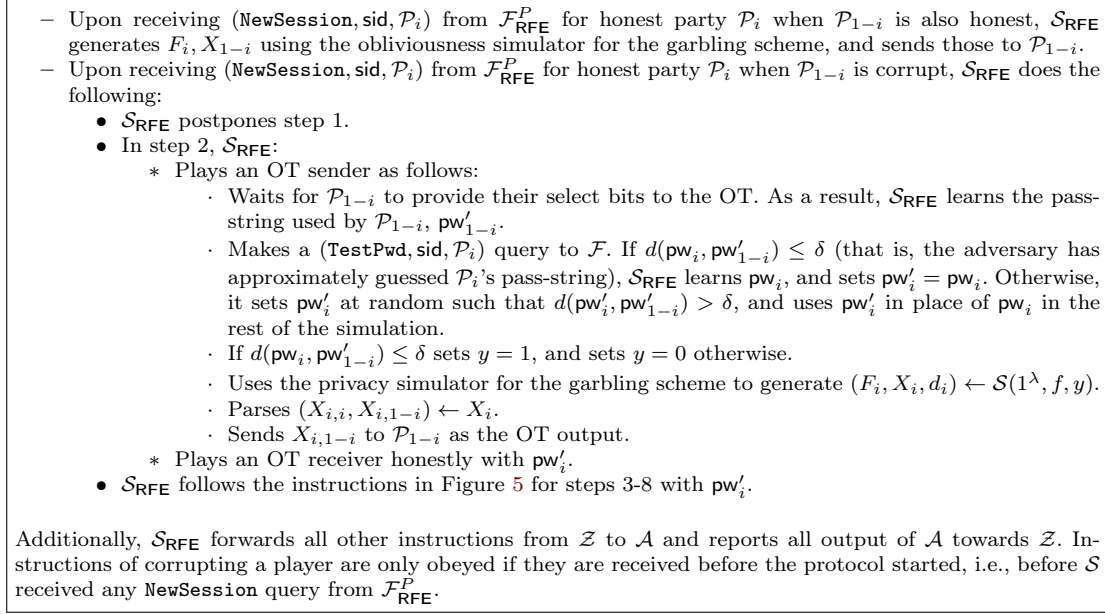 – Upon receiving (NewSession, sid, 𝒫ᵢ) from ℱ_RFE^P for honest party 𝒫ᵢ when 𝒫₁₋ᵢ is also honest, 𝒮_RFE
generates Fᵢ, X₁₋ᵢ using the obliviousness simulator for the garbling scheme, and sends those to 𝒫₁₋ᵢ.
– Upon receiving (NewSession, sid, 𝒫ᵢ) from ℱ_RFE^P for honest party 𝒫ᵢ when 𝒫₁₋ᵢ is corrupt, 𝒮_RFE does the
following:
• 𝒮_RFE postpones step 1.
• In step 2, 𝒮_RFE:
∗ Plays an OT sender as follows:
· Waits for 𝒫₁₋ᵢ to provide their select bits to the OT. As a result, 𝒮_RFE learns the pass-
string used by 𝒫₁₋ᵢ, pw′₁₋ᵢ.
· Makes a (TestPwd, sid, 𝒫ᵢ) query to ℱ. If d(pwᵢ, pw′₁₋ᵢ) ≤ δ (that is, the adversary has
approximately guessed 𝒫ᵢ's pass-string), 𝒮_RFE learns pwᵢ, and sets pw′ᵢ = pwᵢ. Otherwise,
it sets pw′ᵢ at random such that d(pw′ᵢ, pw′₁₋ᵢ) > δ, and uses pw′ᵢ in place of pwᵢ in the
rest of the simulation.
· If d(pwᵢ, pw′₁₋ᵢ) ≤ δ sets y = 1, and sets y = 0 otherwise.
· Uses the privacy simulator for the garbling scheme to generate (Fᵢ, Xᵢ, dᵢ) ← 𝒮(1^λ, f, y).
· Parses (Xᵢ,ᵢ, Xᵢ,₁₋ᵢ) ← Xᵢ.
· Sends Xᵢ,₁₋ᵢ to 𝒫₁₋ᵢ as the OT output.
∗ Plays an OT receiver honestly with pw′ᵢ.
• 𝒮_RFE follows the instructions in Figure 5 for steps 3-8 with pw′ᵢ.
Additionally, 𝒮_RFE forwards all other instructions from 𝒵 to 𝒜 and reports all output of 𝒜 towards 𝒵. In-
structions of corrupting a player are only obeyed if they are received before the protocol started, i.e., before 𝒮
received any NewSession query from ℱ_RFE^P.